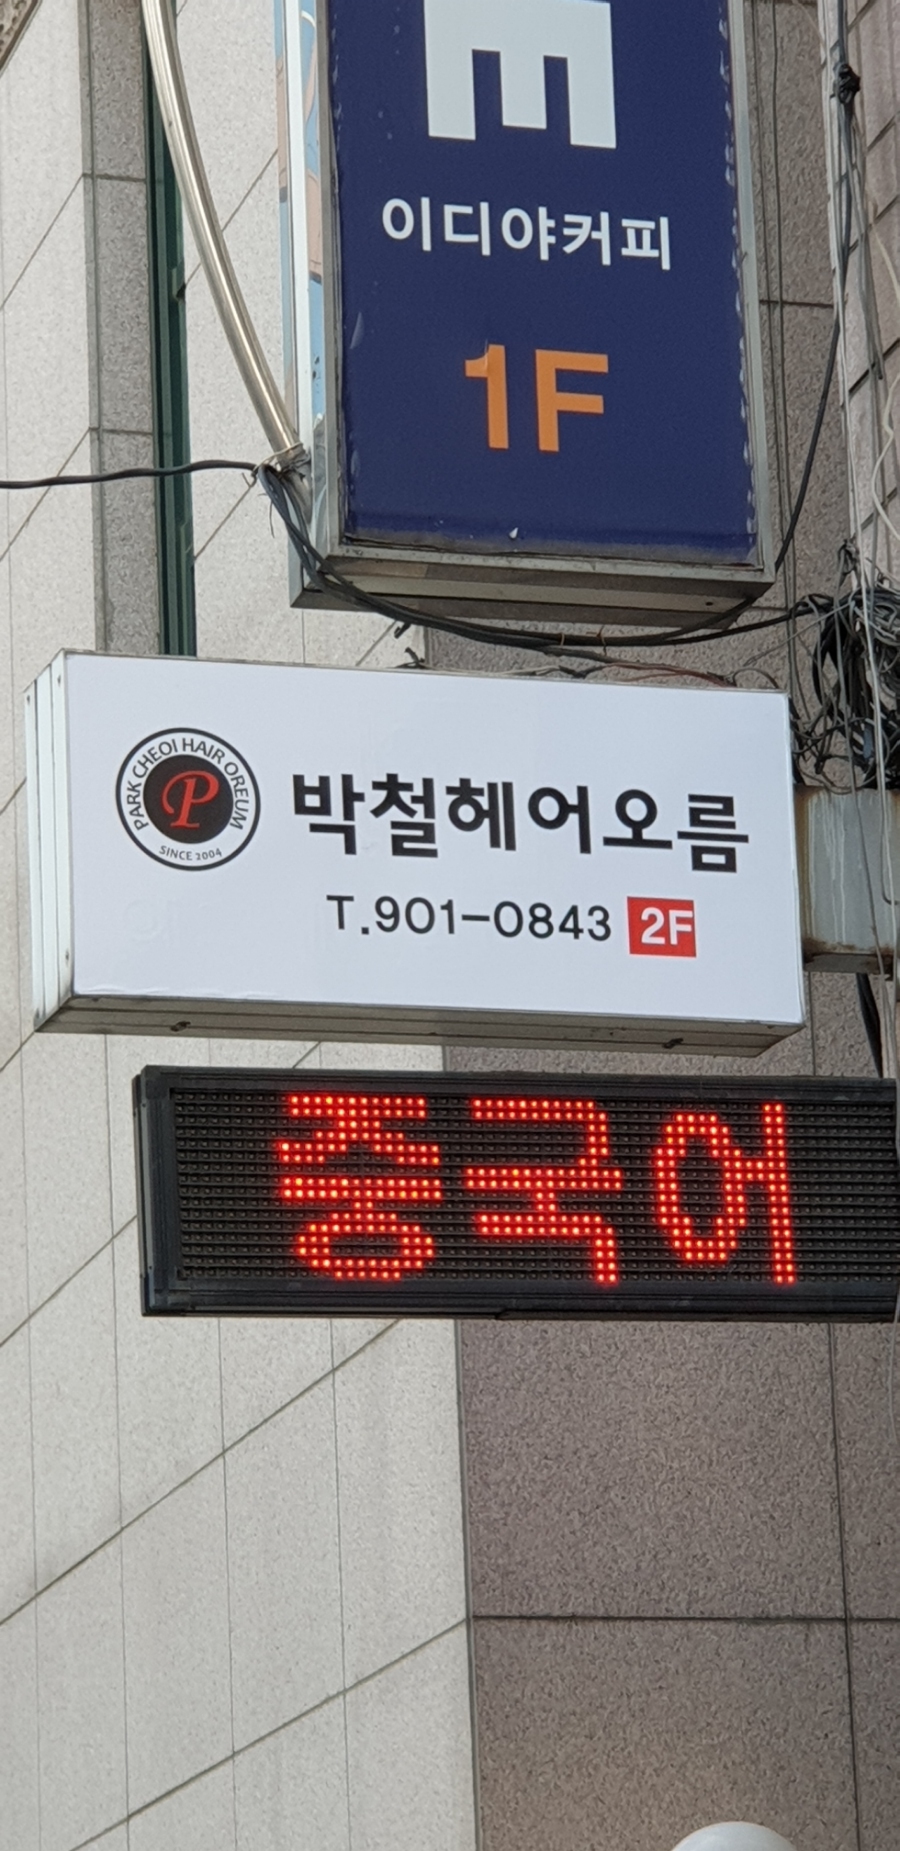 이디야커피
1F
PARK CHEOl HAIR OREUM
P
SINCE 2004
박철헤어오름
T.901-0843 2F
중국어